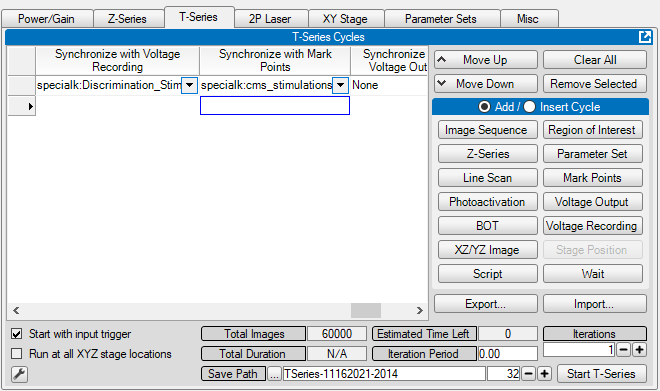 Power/Gain Z-Series T-Series 2P Laser XY Stage Parameter Sets Misc
T-Series Cycles
Synchronize with Voltage Recording Synchronize with Mark Points Synchronize Voltage Out
specialk:Discrimination_Stim specialk:cms_stimulations None
Move Up Clear All
Move Down Remove Selected
Add / Insert Cycle
Image Sequence Region of Interest
Z-Series Parameter Set
Line Scan Mark Points
Photoactivation Voltage Output
BOT Voltage Recording
XZ/YZ Image Stage Position
Script Wait
Export... Import...
Start with input trigger Total Images 60000 Estimated Time Left 0 Iterations
Run at all XYZ stage locations Total Duration N/A Iteration Period 0.00 1
Save Path ... TSeries-11162021-2014 32 Start T-Series